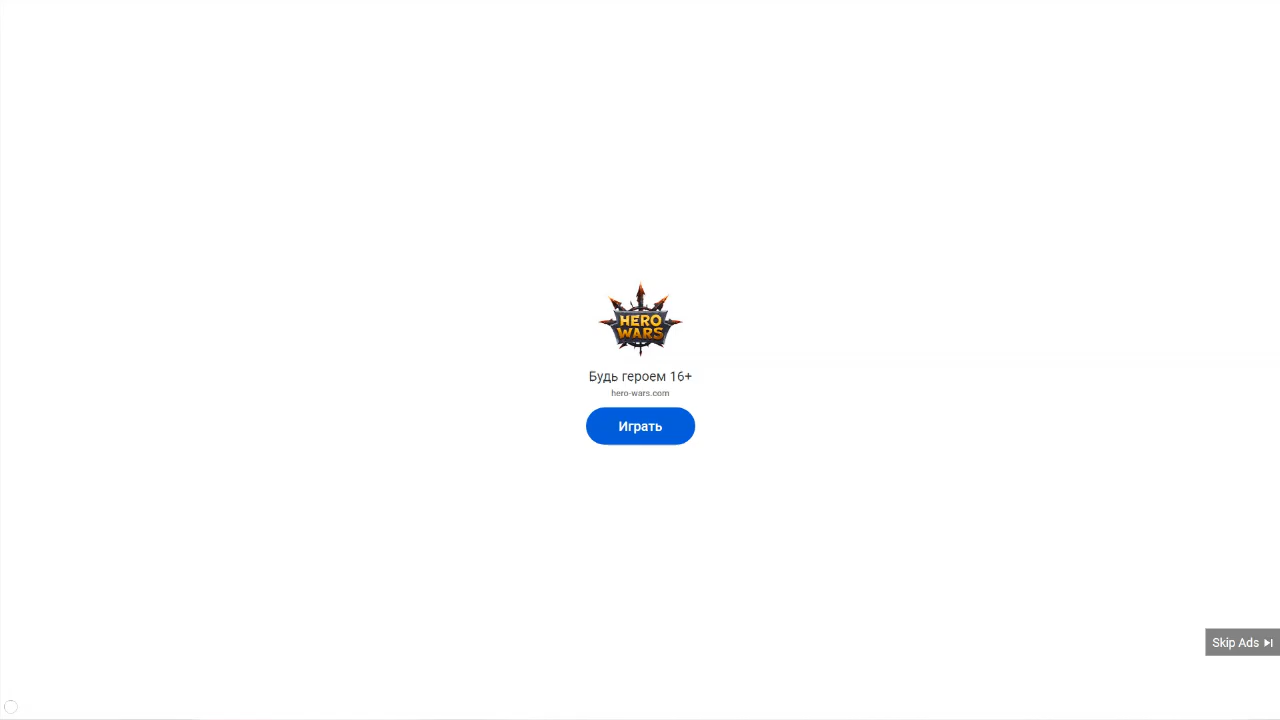 HERO
WARS
Будь героем 16+
hero-wars.com
Играть
Skip Ads